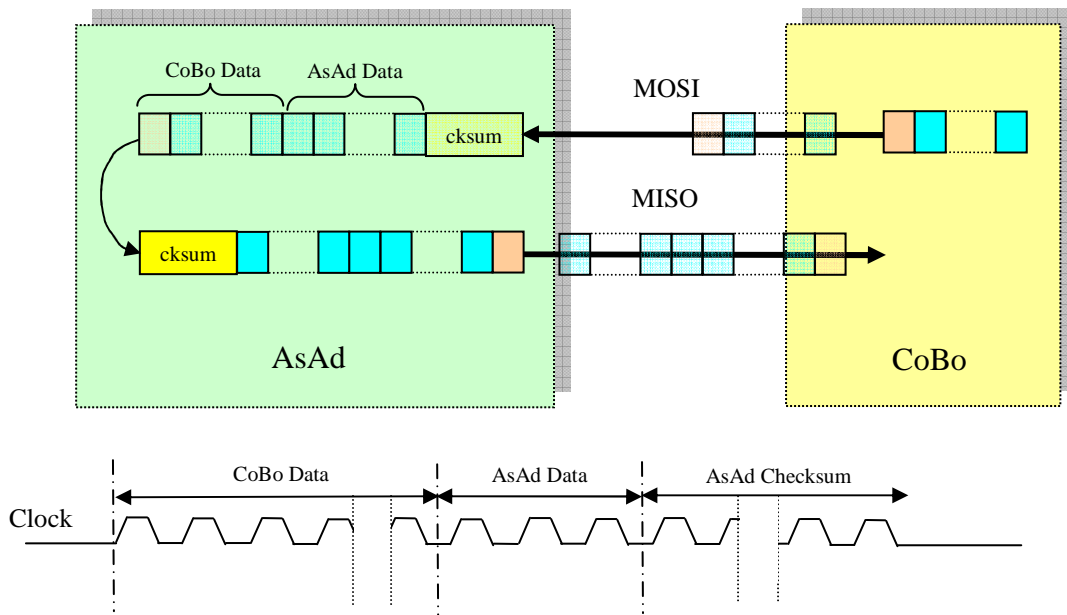 CoBo Data
AsAd Data
MOSI
cksum
MISO
cksum
AsAd
CoBo
CoBo Data
AsAd Data
AsAd Checksum
Clock